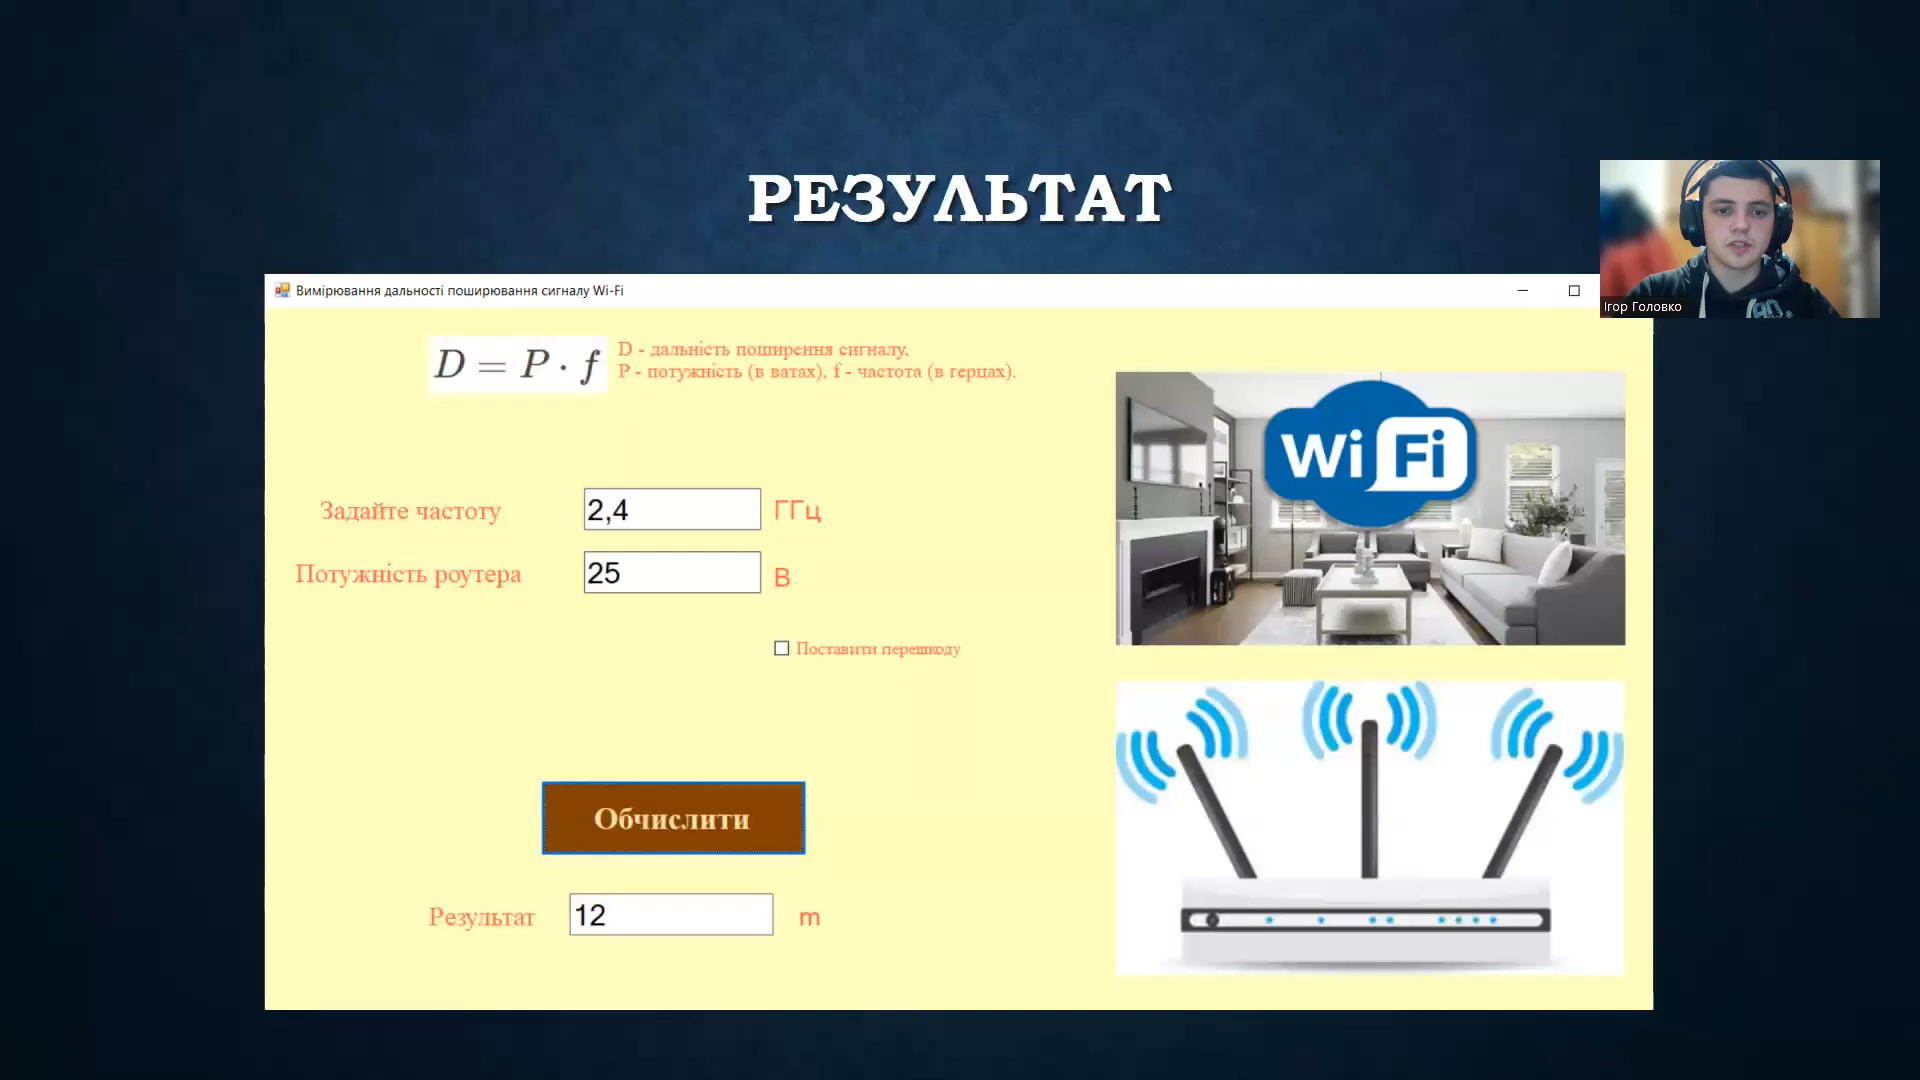 РЕЗУЛЬТАТ
Вимірювання дальності поширювання сигналу Wi-Fi
Ігор Головко
D = P · f
D - дальність поширення сигналу,
P - потужність (в ватах), f - частота (в герцах).
Wi Fi
Задайте частоту 2,4 ГГц
Потужність роутера 25 В
Поставити перешкоду
Обчислити
Результат 12 m